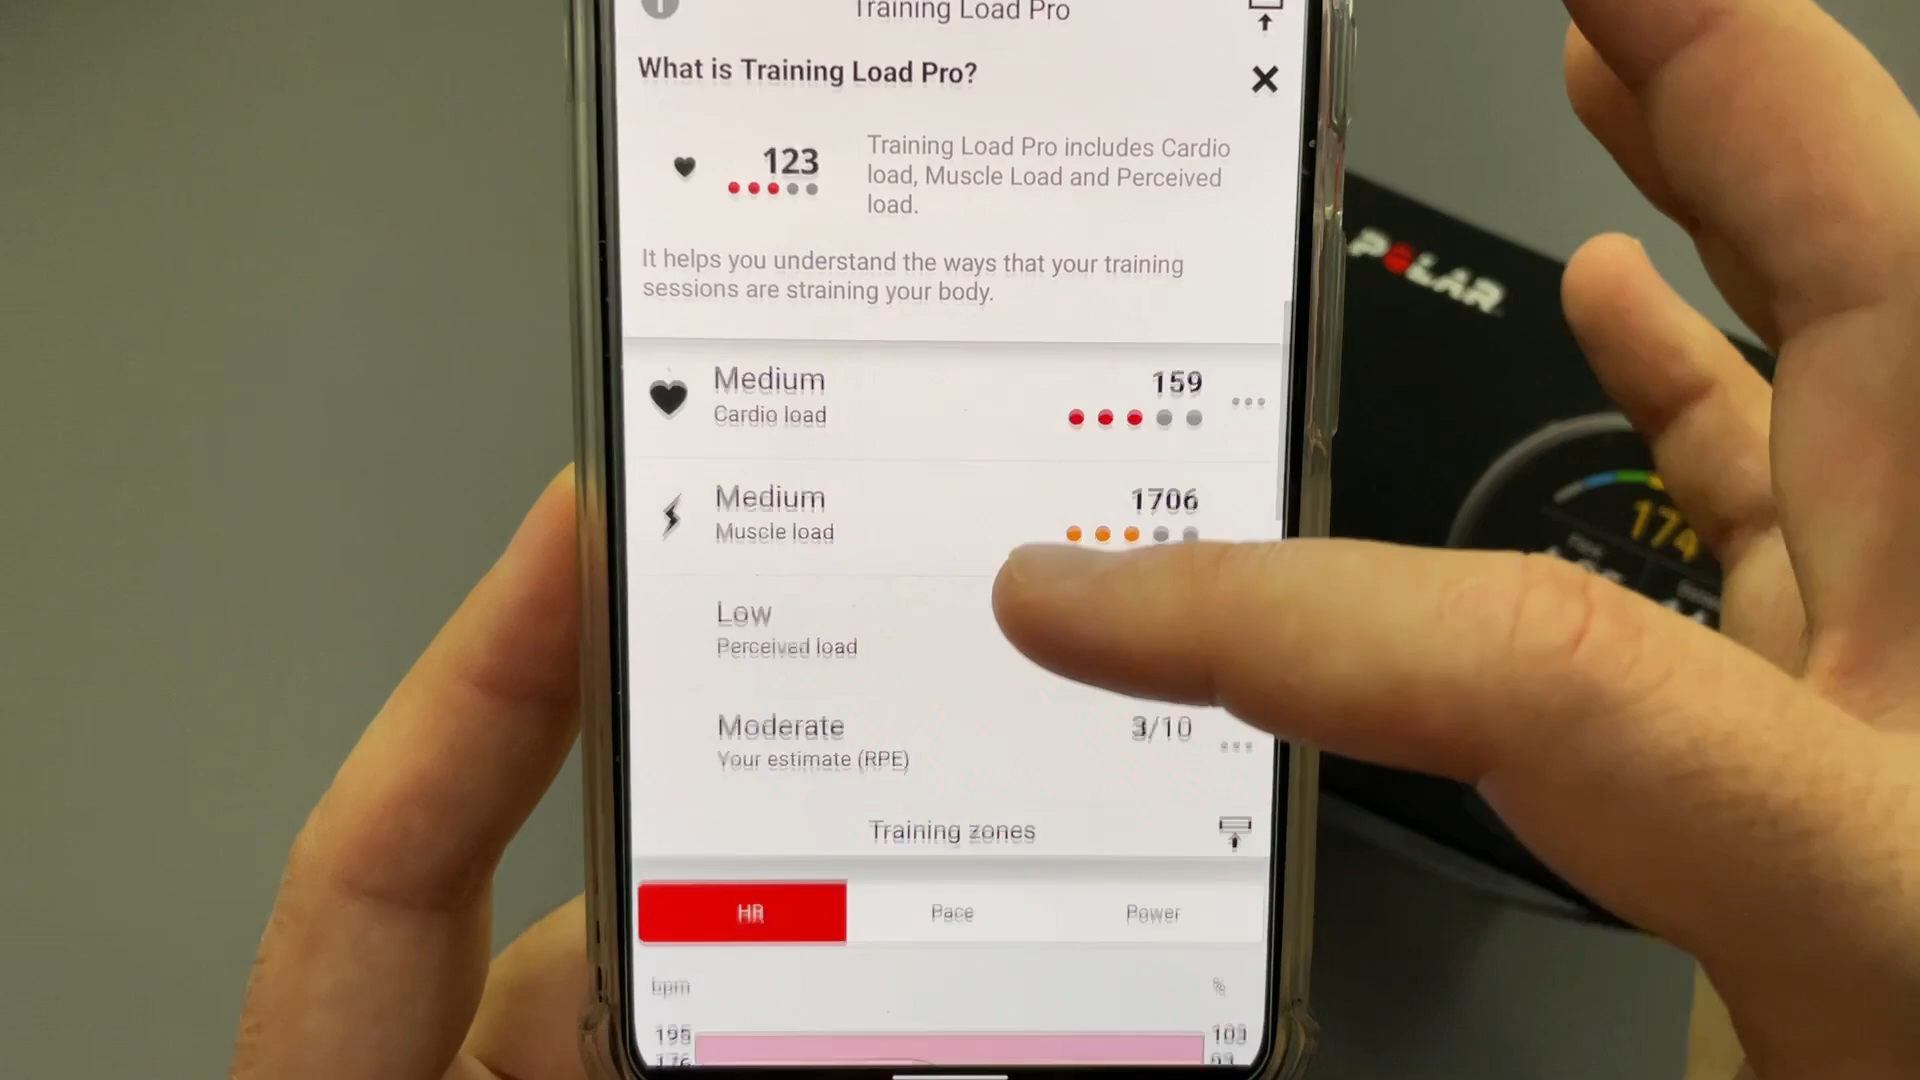 Training Load Pro
What is Training Load Pro?
123
Training Load Pro includes Cardio
load, Muscle Load and Perceived
load.
It helps you understand the ways that your training
sessions are straining your body.
Medium
159
Cardio load
Medium
1706
Muscle load
Low
Perceived load
Moderate
3/10
Your estimate (RPE)
Training zones
HR
Pace
Power
bpm
%
195
176
POLAR
174